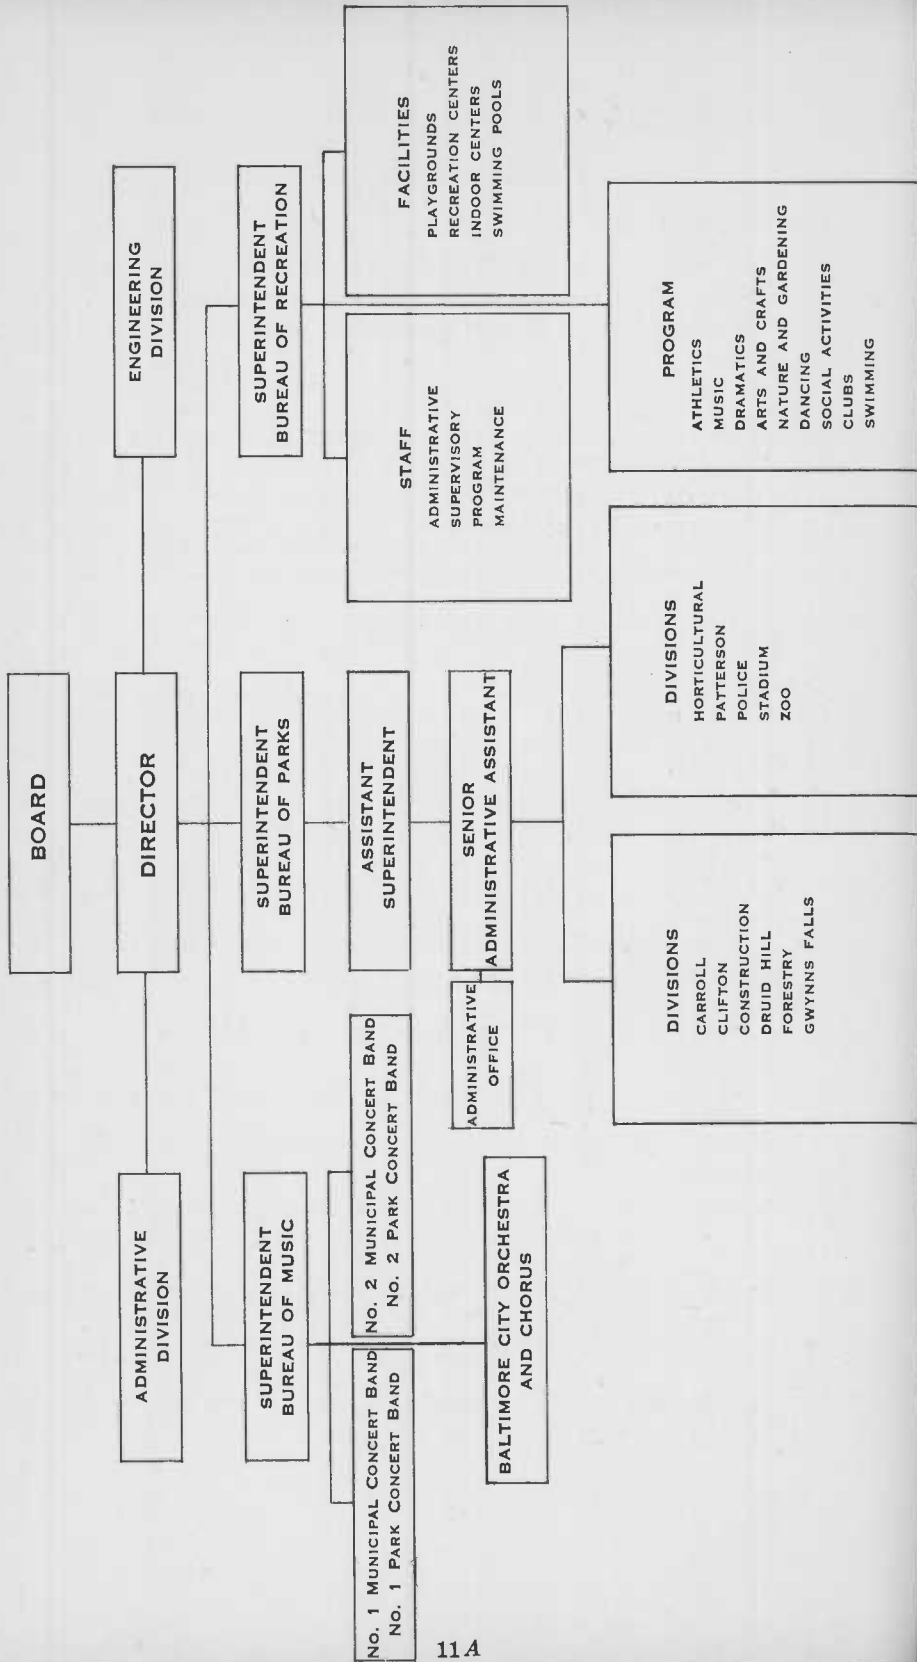 BOARD
ADMINISTRATIVE
DIVISION
DIRECTOR
ENGINEERING
DIVISION
SUPERINTENDENT
BUREAU OF MUSIC
SUPERINTENDENT
BUREAU OF PARKS
SUPERINTENDENT
BUREAU OF RECREATION
No. 1 MUNICIPAL CONCERT BAND
No. 1 PARK CONCERT BAND
No. 2 MUNICIPAL CONCERT BAND
No. 2 PARK CONCERT BAND
BALTIMORE CITY ORCHESTRA
AND CHORUS
ASSISTANT
SUPERINTENDENT
ADMINISTRATIVE
OFFICE
SENIOR
ADMINISTRATIVE ASSISTANT
DIVISIONS
CARROLL
CLIFTON
CONSTRUCTION
DRUID HILL
FORESTRY
GWYNNS FALLS
DIVISIONS
HORTICULTURAL
PATTERSON
POLICE
STADIUM
ZOO
STAFF
ADMINISTRATIVE
SUPERVISORY
PROGRAM
MAINTENANCE
FACILITIES
PLAYGROUNDS
RECREATION CENTERS
INDOOR CENTERS
SWIMMING POOLS
PROGRAM
ATHLETICS
MUSIC
DRAMATICS
ARTS AND CRAFTS
NATURE AND GARDENING
DANCING
SOCIAL ACTIVITIES
CLUBS
SWIMMING
11A